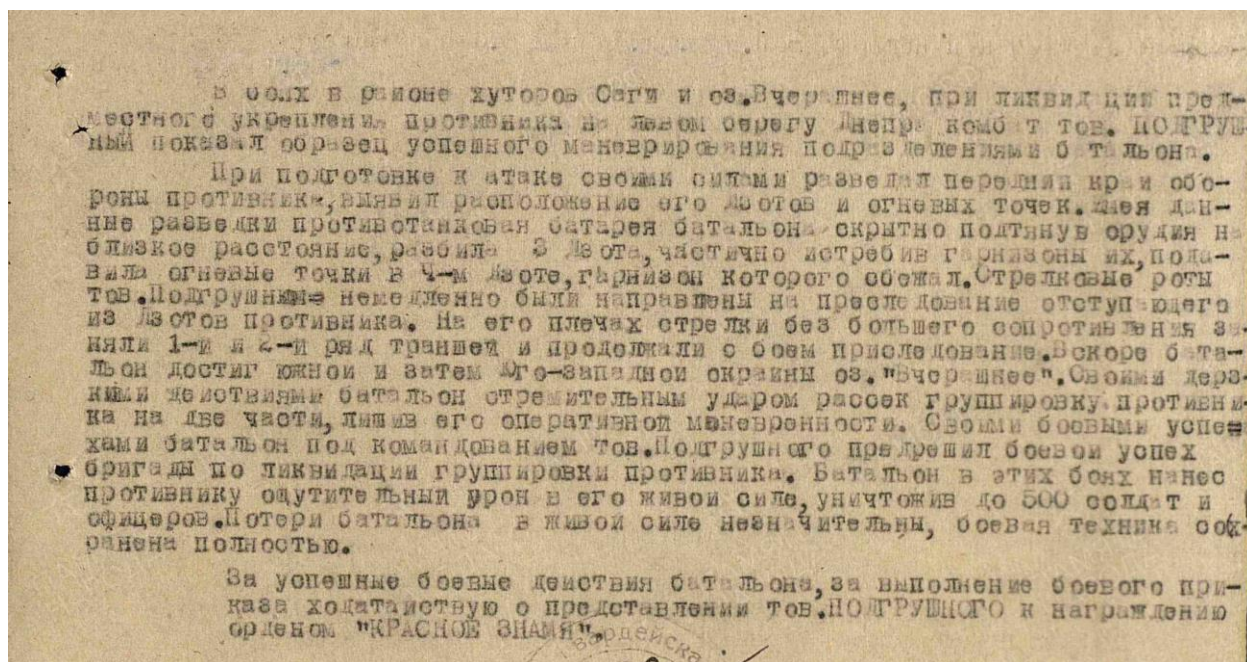 В боях в районе хуторов Саги и оз.Вчерашнее, при ликвидации пред-
местного укрепления противника на левом берегу Днепра комбат тов. ПОДГРУШ-
НЫЙ показал образец успешного маневрирования подразделениями батальона.
При подготовке к атаке своими силами разведал передний край обо-
роны противника, выявил расположение его Дзотов и огневых точек. Имея дан-
ные разведки противотанковая батарея батальона скрытно подтянув орудия на
близкое расстояние, разбила 3 Дзота, частично истребив гарнизоны их, пода-
вила огневые точки в 4-м Дзоте, гарнизон которого сбежал. Стрелковые роты
тов.Подгрушным немедленно были направлены на преследование отступающего
из Дзотов противника. На его плечах стрелки без большего сопротивления за-
няли 1-й и 2-й ряд траншей и продолжали с боем приследование. Вскоре бата-
льон достиг южной и затем Юго-западной окраины оз."Вчерашнее". Своими дерз-
кими действиями батальон стремительным ударом рассек группировку противни-
ка на две части, лишив его оперативной маневренности. Своими боевыми успе-
хами батальон под командованием тов.Подгрушного предрешил боевой успех
бригады по ликвидации группировки противника. Батальон в этих боях нанес
противнику ощутительный урон в его живой силе, уничтожив до 500 солдат и
офицеров. Потери батальона в живой силе незначительны, боевая техника сох-
ранена полностью.
За успешные боевые действия батальона, за выполнение боевого при-
каза ходатайствую о представлении тов.ПОДГРУШНОГО к награждению
орденом "КРАСНОЕ ЗНАМЯ".
гвардейска